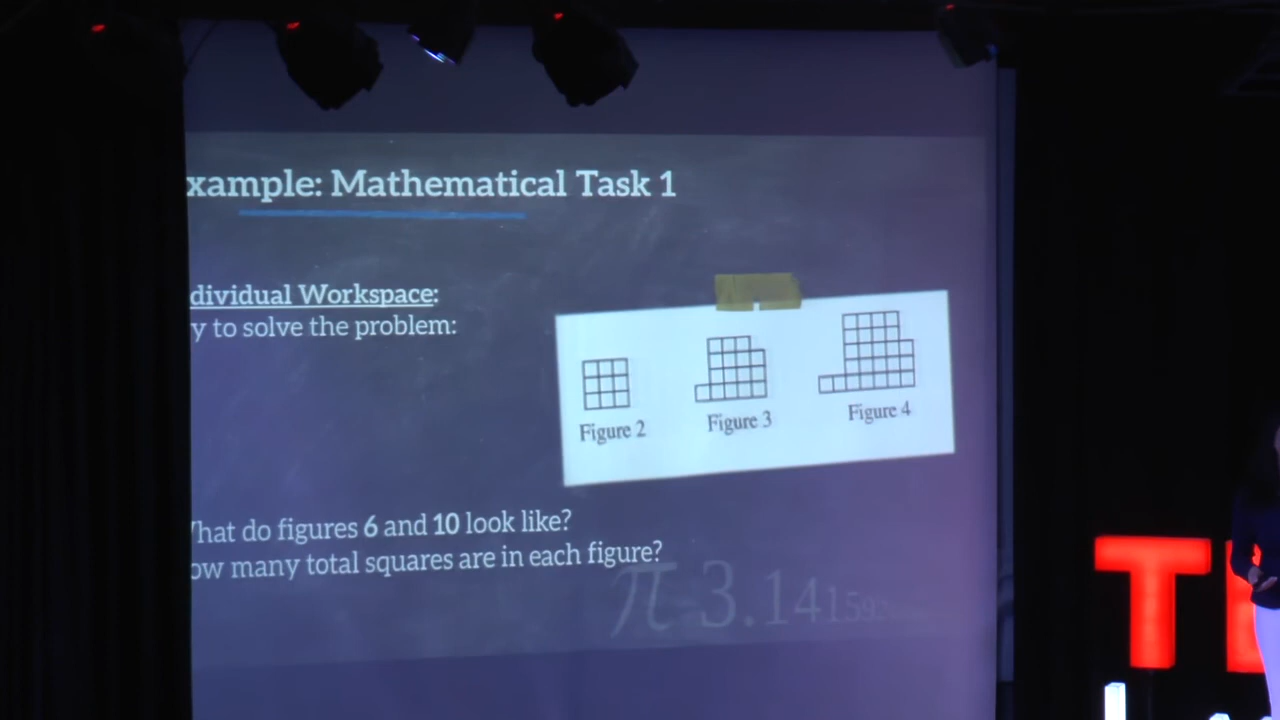 xample: Mathematical Task 1
dividual Workspace:
y to solve the problem:
Figure 2
Figure 3
Figure 4
hat do figures 6 and 10 look like?
ow many total squares are in each figure?
π 3.14159
T